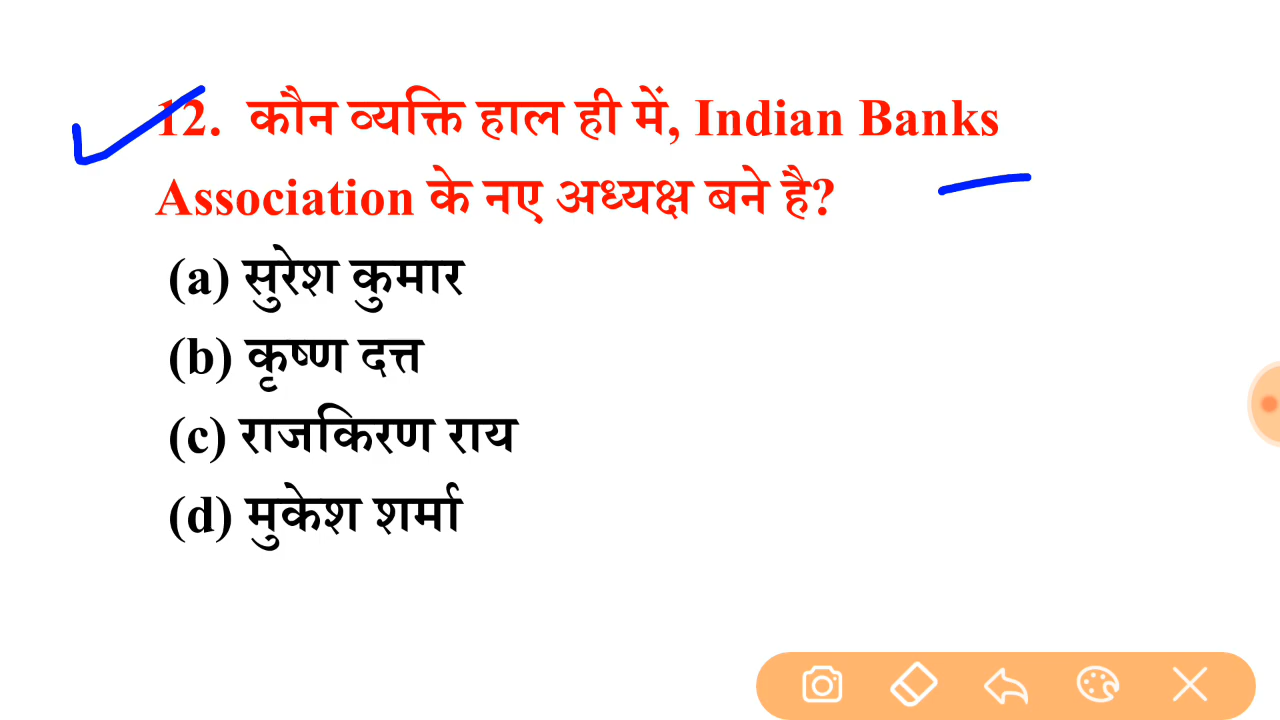 12. कौन व्यक्ति हाल ही में, Indian Banks
Association के नए अध्यक्ष बने है?
(a) सुरेश कुमार
(b) कृष्ण दत्त
(c) राजकिरण राय
(d) मुकेश शर्मा